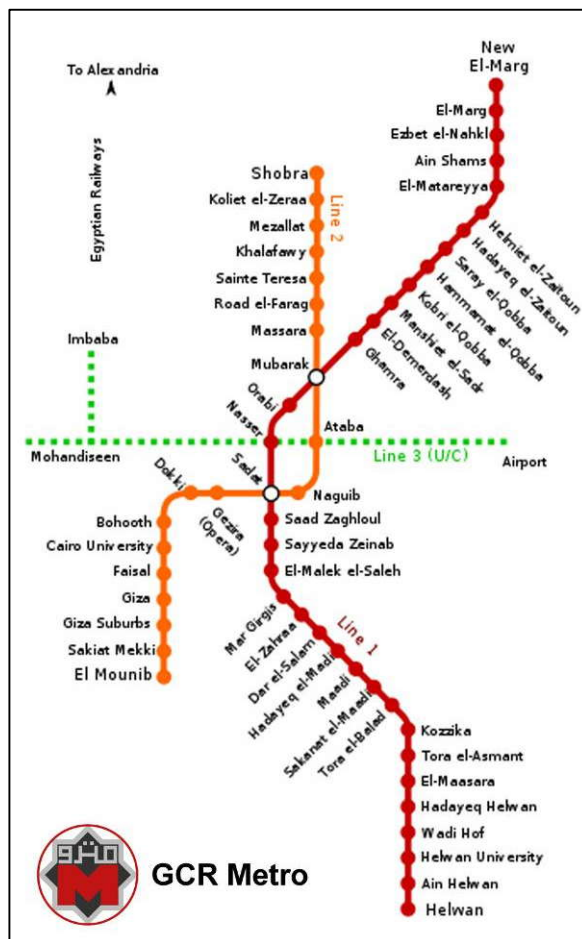 New
El-Marg
To Alexandria
Egyptian Railways
El-Marg
Ezbet el-Nahkl
Ain Shams
El-Matareyya
Helmiet el-Zaitoun
Hadayeq el-Zaitoun
Saray el-Qobba
Hammamat el-Qobba
Kobri el-Qobba
Manshiet el-Sadr
El-Demerdash
Ghamra
Shobra
Koliet el-Zeraa
Mezallat
Khalafawy
Sainte Teresa
Road el-Farag
Massara
Line 2
Mubarak
Imbaba
Orabi
Nasser
Ataba
Mohandiseen
Line 3 (U/C)
Airport
Sadat
Dokki
Gezira
(Opera)
Naguib
Bohooth
Cairo University
Faisal
Giza
Giza Suburbs
Sakiat Mekki
El Mounib
Saad Zaghloul
Sayyeda Zeinab
El-Malek el-Saleh
Mar Girgis
El-Zahraa
Dar el-Salam
Hadayeq el-Madi
Maadi
Sakanat el-Maadi
Tora el-Balad
Line 1
Kozzika
Tora el-Asmant
El-Maasara
Hadayeq Helwan
Wadi Hof
Helwan University
Ain Helwan
Helwan
مترو
M
GCR Metro